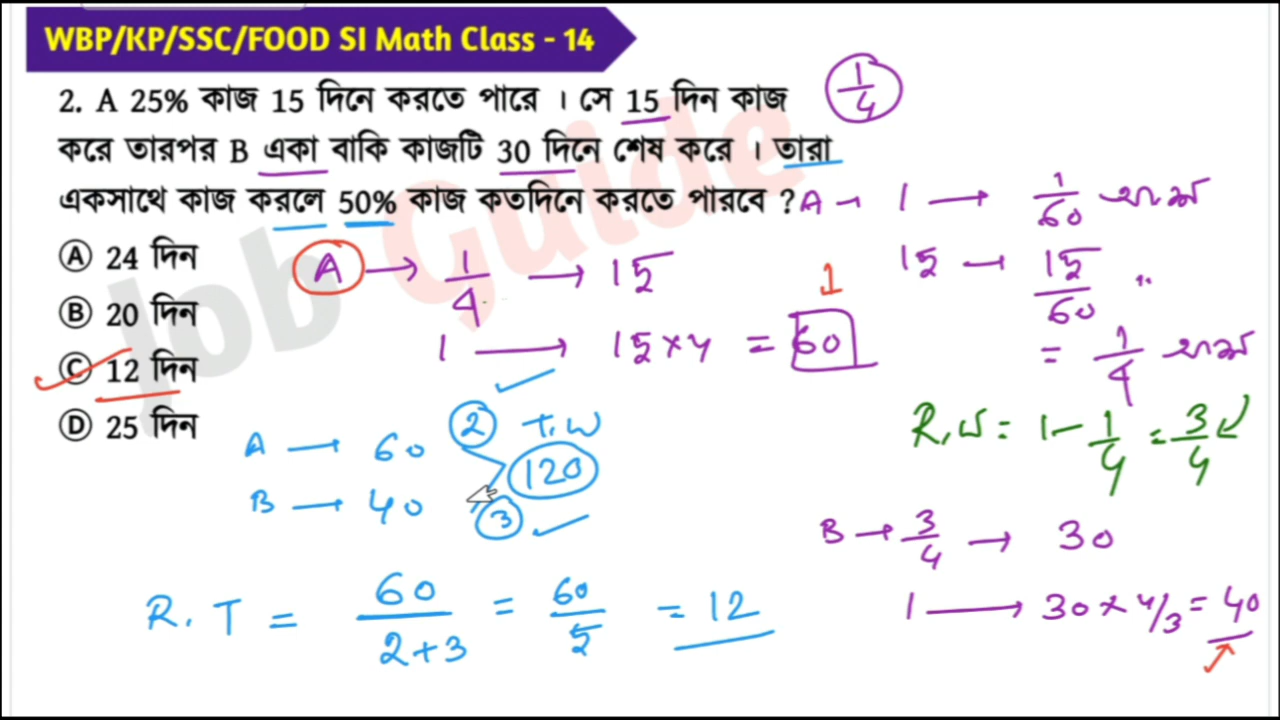 WBP/KP/SSC/FOOD SI Math Class - 14
2. A 25% কাজ 15 দিনে করতে পারে । সে 15 দিন কাজ
করে তারপর B একা বাকি কাজটি 30 দিনে শেষ করে । তারা
একসাথে কাজ করলে 50% কাজ কতদিনে করতে পারবে ?
1/4
Ⓐ 24 দিন
Ⓑ 20 দিন
Ⓒ 12 দিন
Ⓓ 25 দিন
Job Guide
A → 1/4 → 15
1 → 15×4 = 60
1
A → 1 → 1/60
15 → 15/60 "
= 1/4
R.W = 1 - 1/4 = 3/4
B → 3/4 → 30
1 → 30 × 4/3 = 40
A → 60 2 T.W
120
B → 40 3
R.T = 60/2+3 = 60/5 = 12